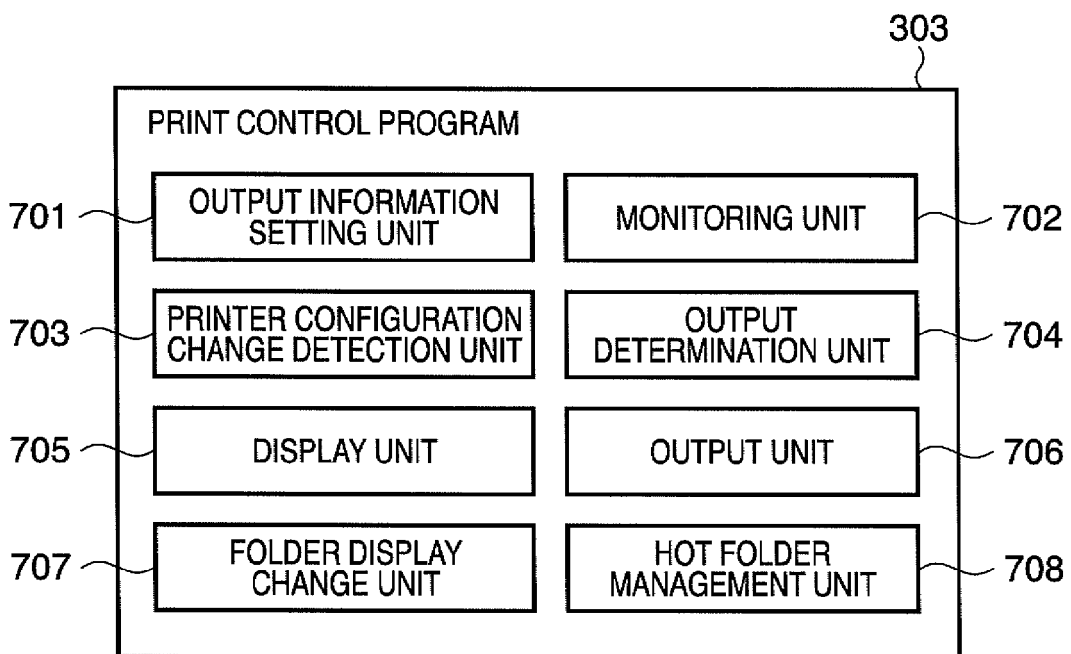 303
PRINT CONTROL PROGRAM
701
OUTPUT INFORMATION
SETTING UNIT
MONITORING UNIT
702
703
PRINTER CONFIGURATION
CHANGE DETECTION UNIT
OUTPUT
DETERMINATION UNIT
704
705
DISPLAY UNIT
OUTPUT UNIT
706
707
FOLDER DISPLAY
CHANGE UNIT
HOT FOLDER
MANAGEMENT UNIT
708